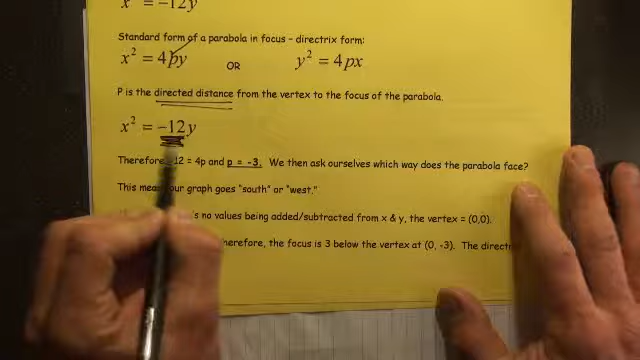 x² = -12y
Standard form of a parabola in focus – directrix form:
x² = 4py OR y² = 4px
P is the directed distance from the vertex to the focus of the parabola.
x² = -12y
Therefore -12 = 4p and p = -3. We then ask ourselves which way does the parabola face?
This means our graph goes "south" or "west."
no values being added/subtracted from x & y, the vertex = (0,0).
therefore, the focus is 3 below the vertex at (0, -3). The